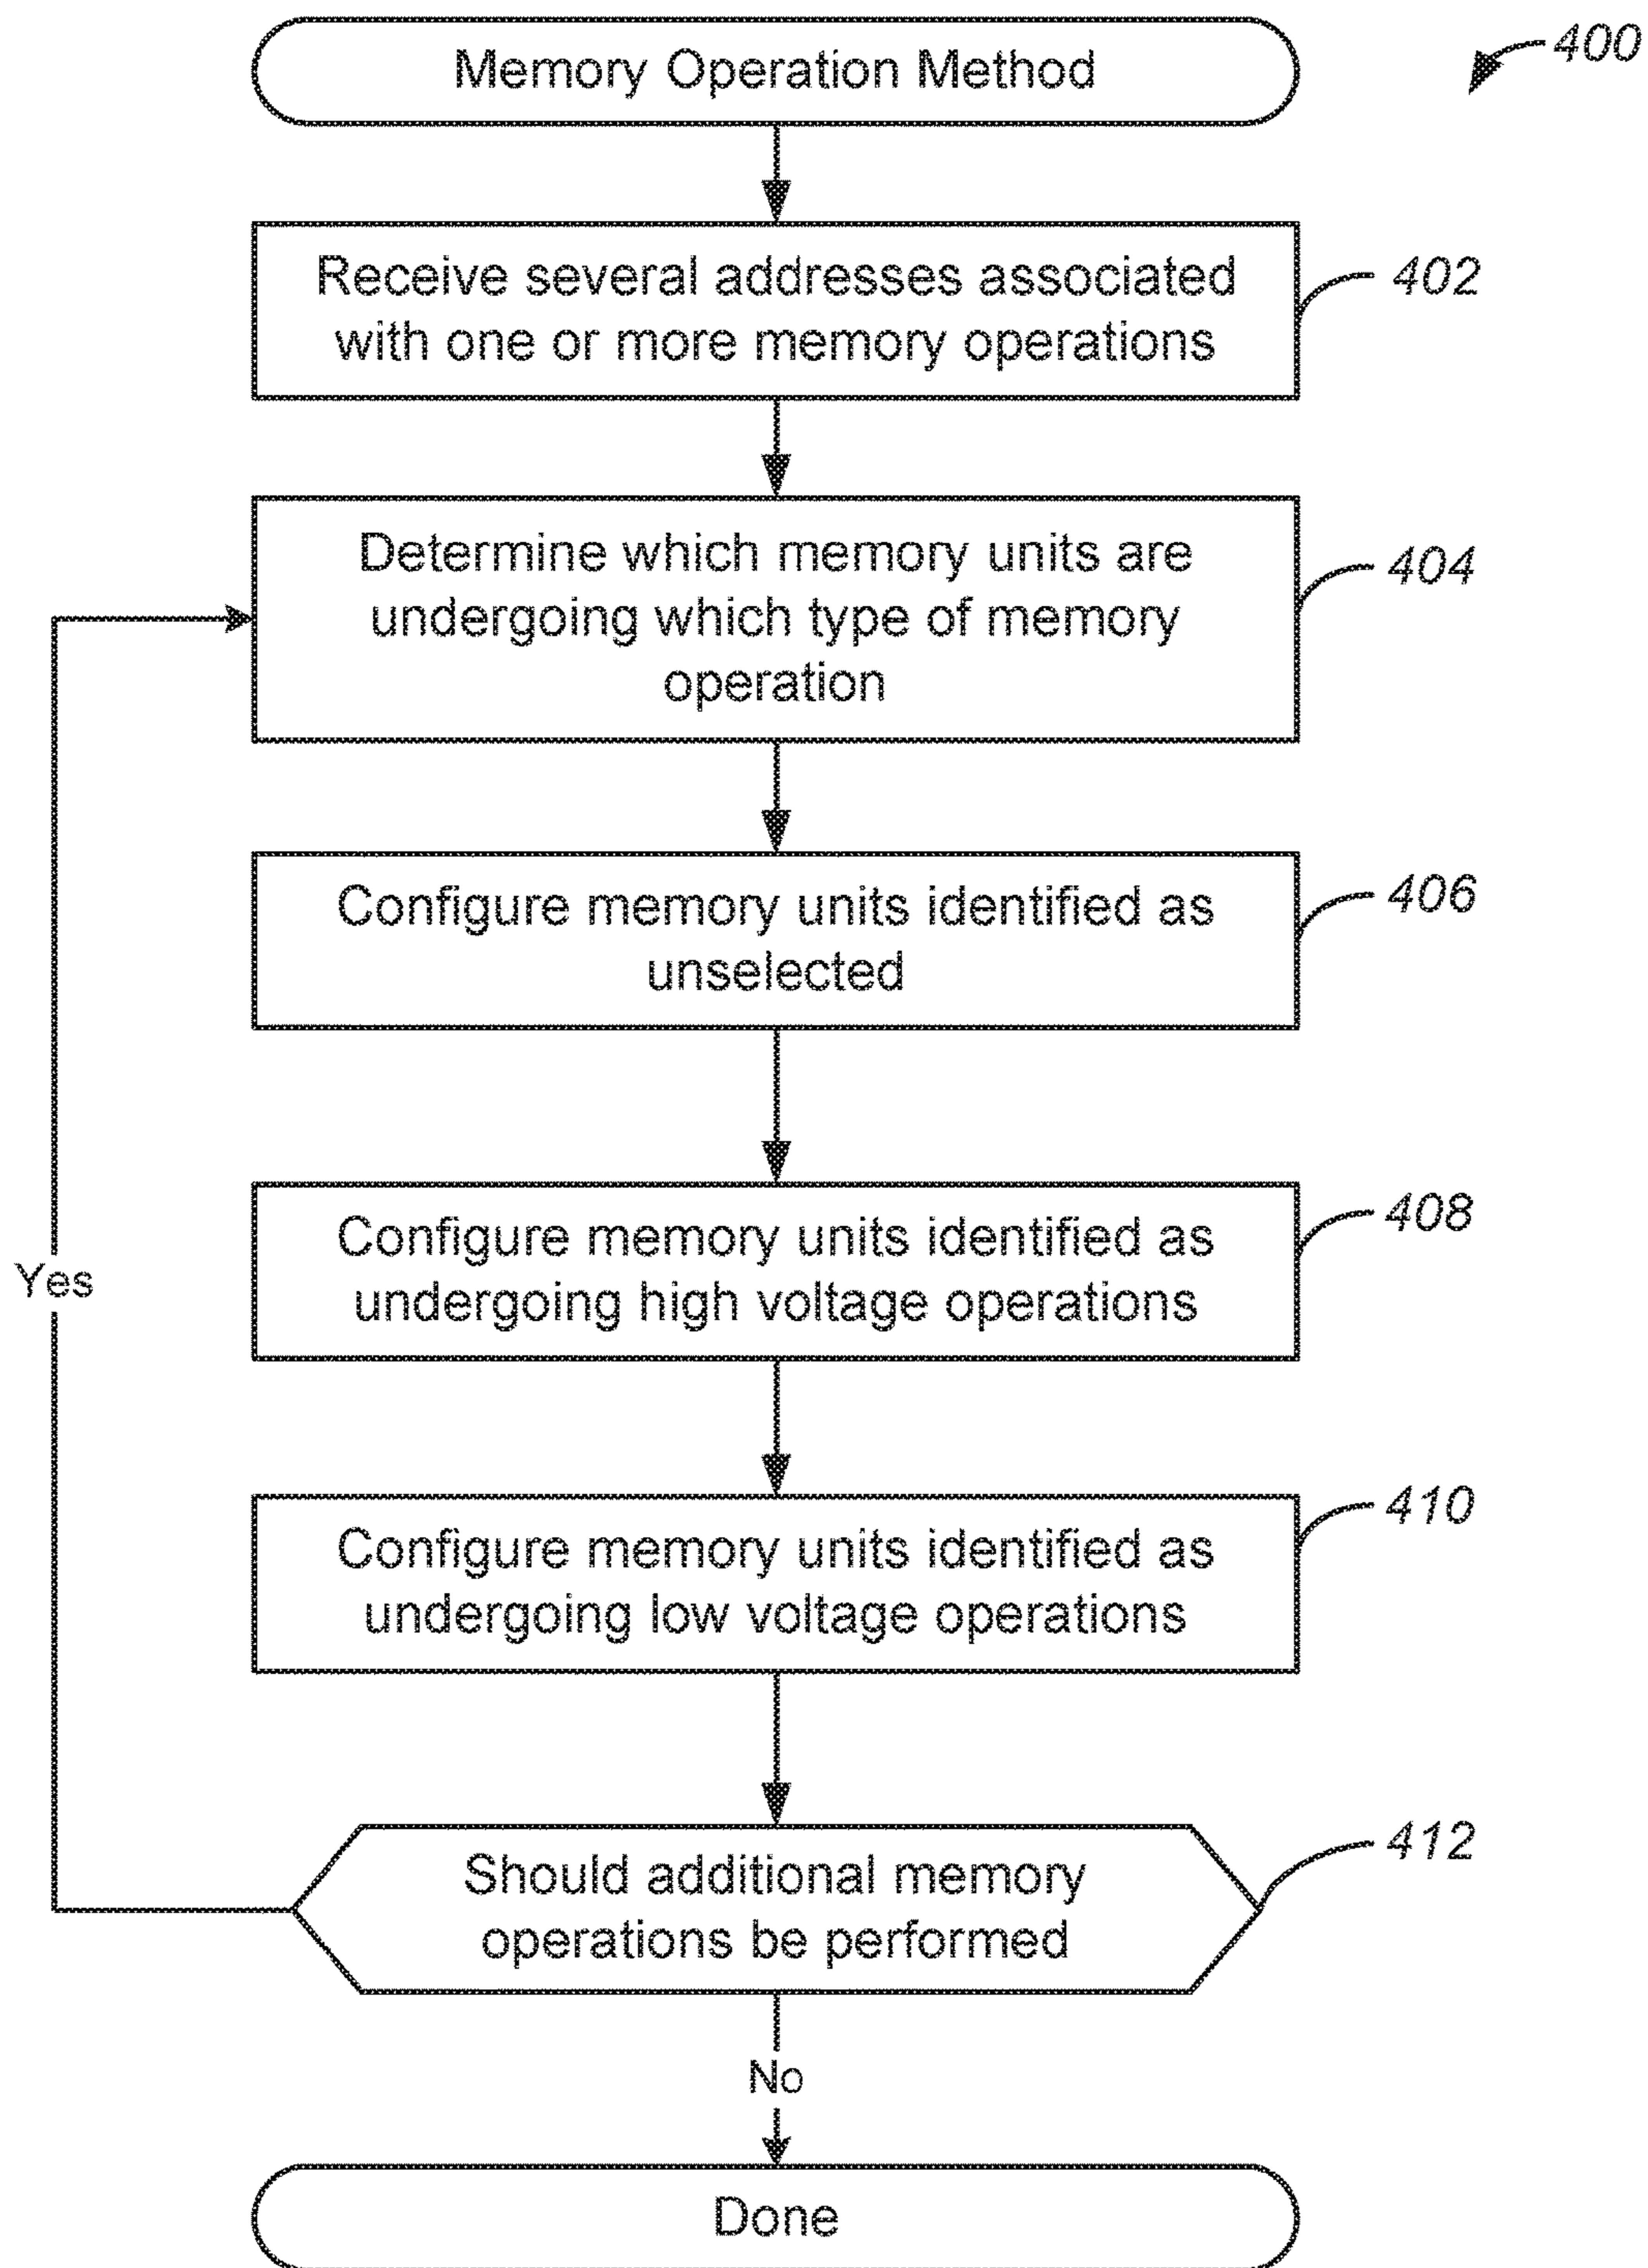 Memory Operation Method
400
Receive several addresses associated
with one or more memory operations
402
Determine which memory units are
undergoing which type of memory
operation
404
Configure memory units identified as
unselected
406
Configure memory units identified as
undergoing high voltage operations
408
Yes
Configure memory units identified as
undergoing low voltage operations
410
Should additional memory
operations be performed
412
No
Done